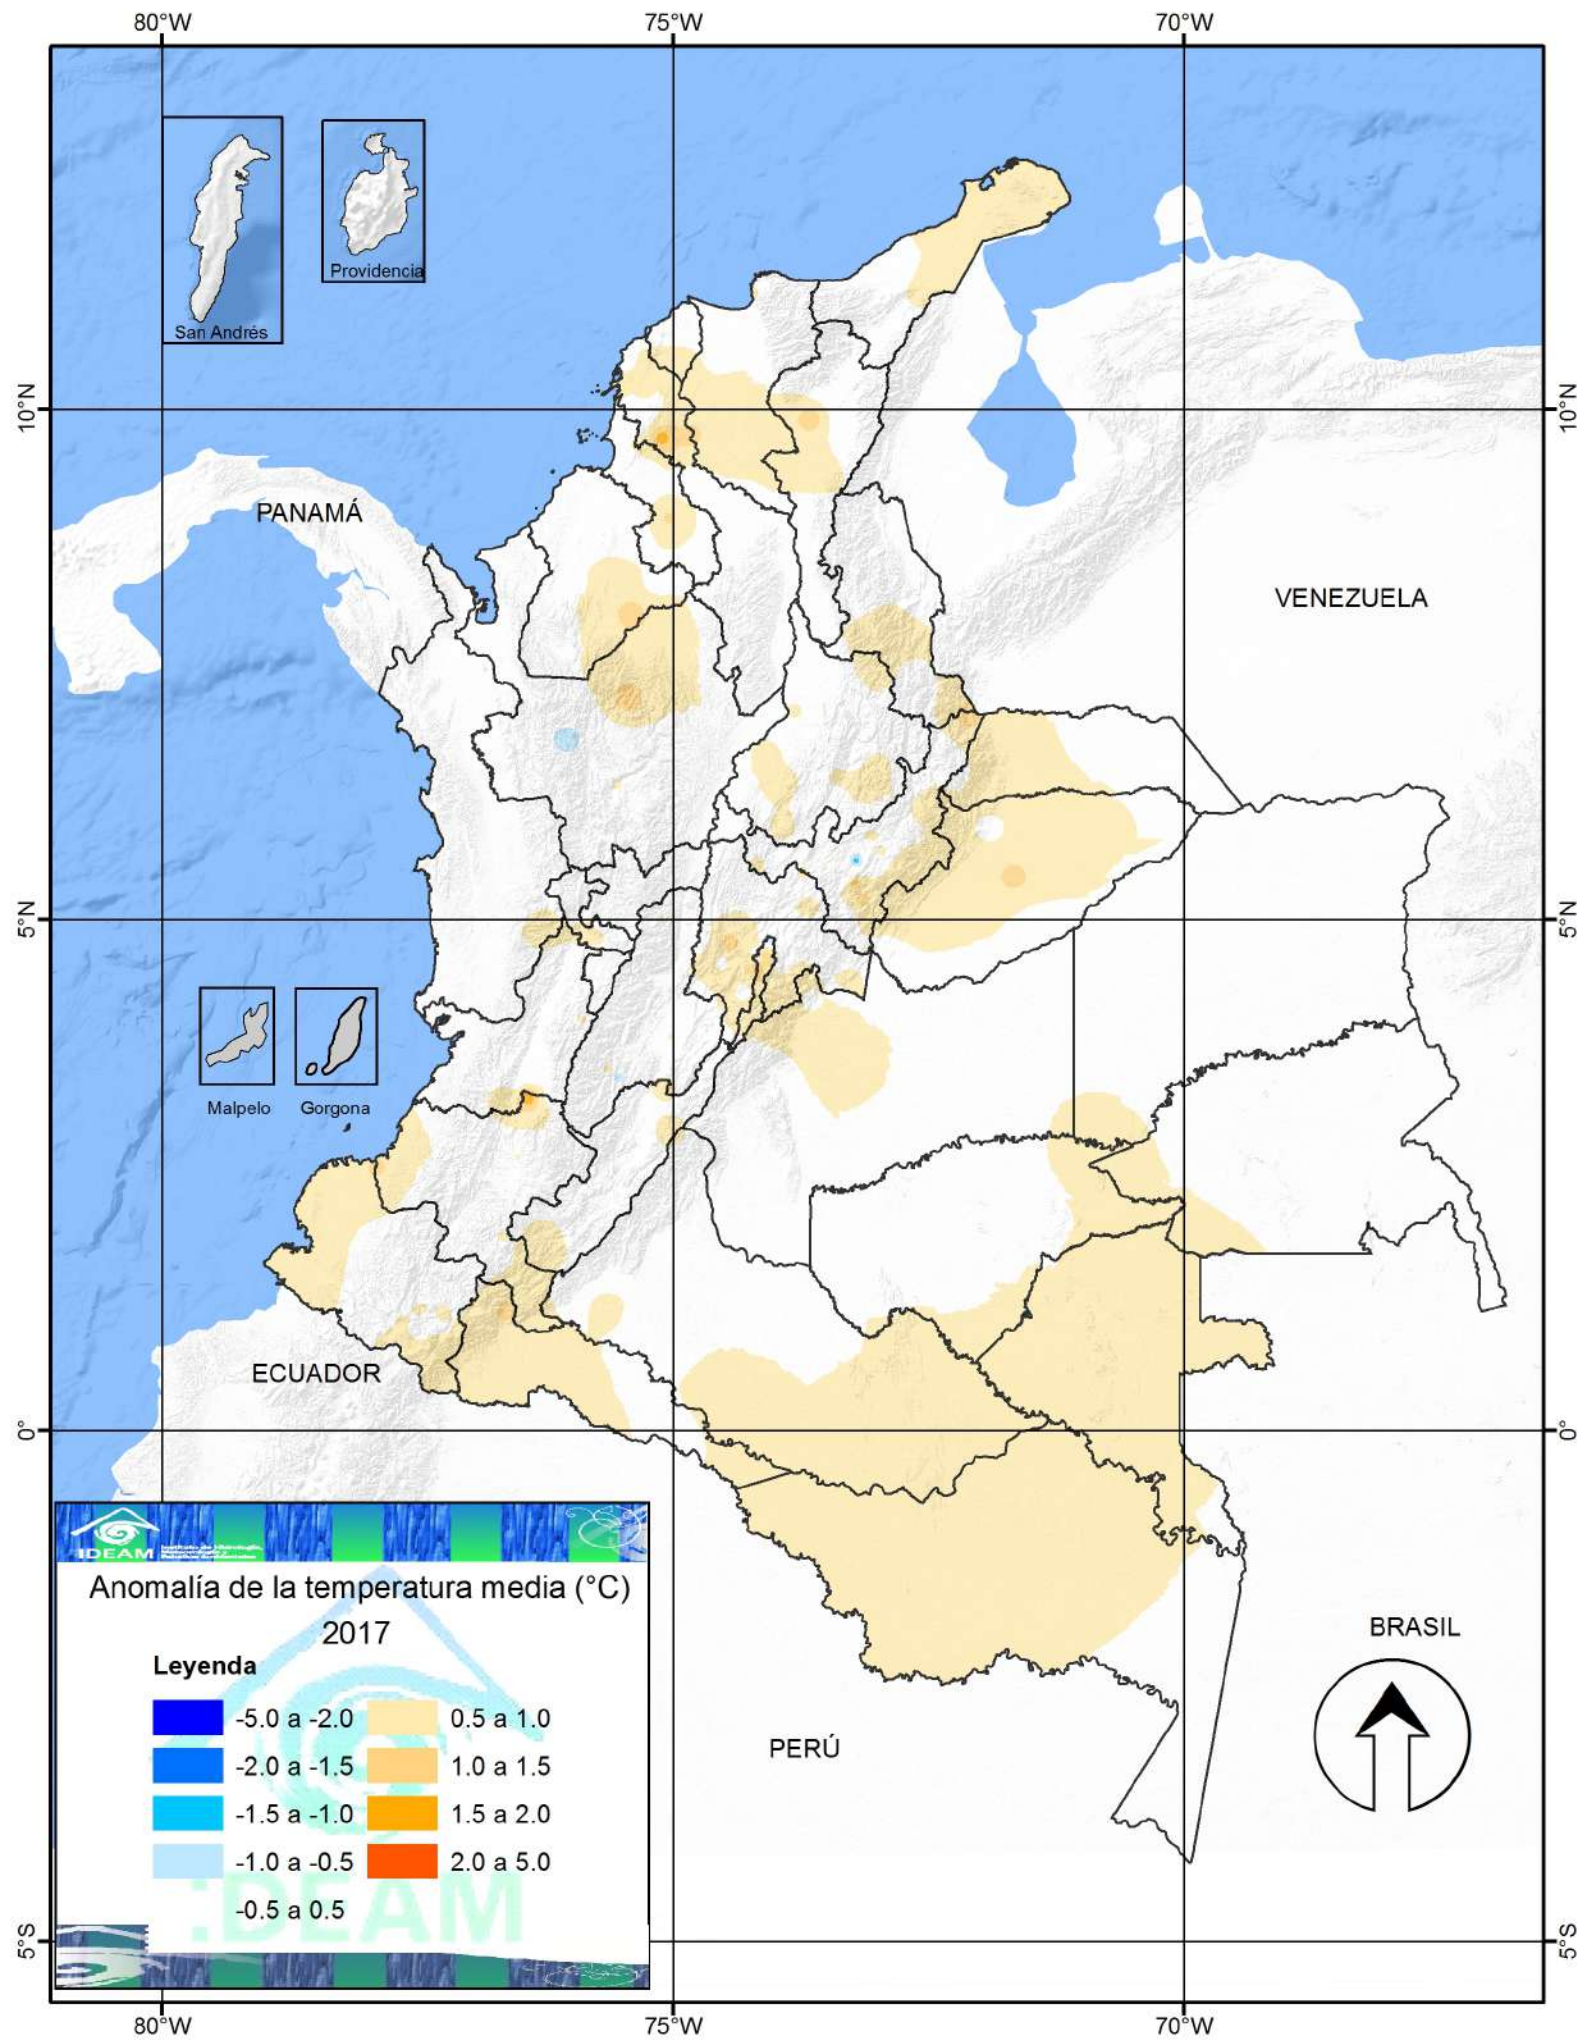 80°W 75°W 70°W
San Andrés
Providencia
10°N
10°N
PANAMÁ
VENEZUELA
5°N
5°N
Malpelo
Gorgona
ECUADOR
0°
0°
IDEAM
Anomalía de la temperatura media (°C)
2017
Leyenda
-5.0 a -2.0
-2.0 a -1.5
-1.5 a -1.0
-1.0 a -0.5
-0.5 a 0.5
0.5 a 1.0
1.0 a 1.5
1.5 a 2.0
2.0 a 5.0
IDEAM
BRASIL
PERÚ
5°S
5°S
80°W 75°W 70°W